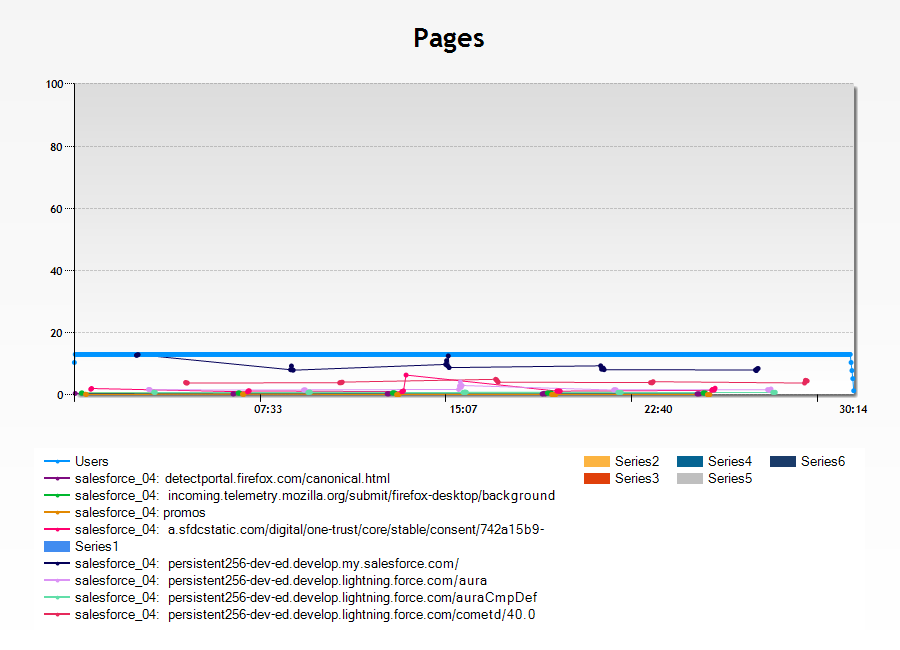 Pages
100
80
60
40
20
0
07:33 15:07 22:40 30:14
Users
salesforce_04: detectportal.firefox.com/canonical.html
salesforce_04: incoming.telemetry.mozilla.org/submit/firefox-desktop/background
salesforce_04: promos
salesforce_04: a.sfdcstatic.com/digital/one-trust/core/stable/consent/742a15b9-
Series1
salesforce_04: persistent256-dev-ed.develop.my.salesforce.com/
salesforce_04: persistent256-dev-ed.develop.lightning.force.com/aura
salesforce_04: persistent256-dev-ed.develop.lightning.force.com/auraCmpDef
salesforce_04: persistent256-dev-ed.develop.lightning.force.com/cometd/40.0
Series2 Series4 Series6
Series3 Series5